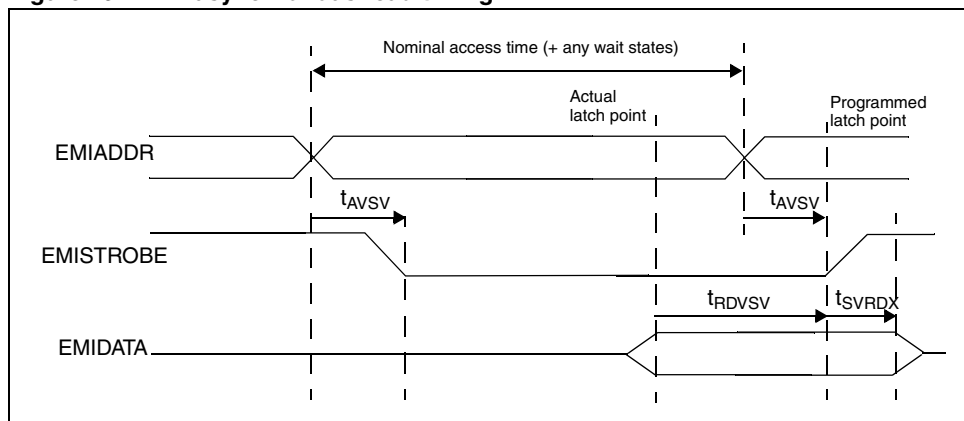 Nominal access time (+ any wait states)
Actual
latch point
Programmed
latch point
EMIADDR
tAVSV
tAVSV
EMISTROBE
tRDVSV
tSVRDX
EMIDATA